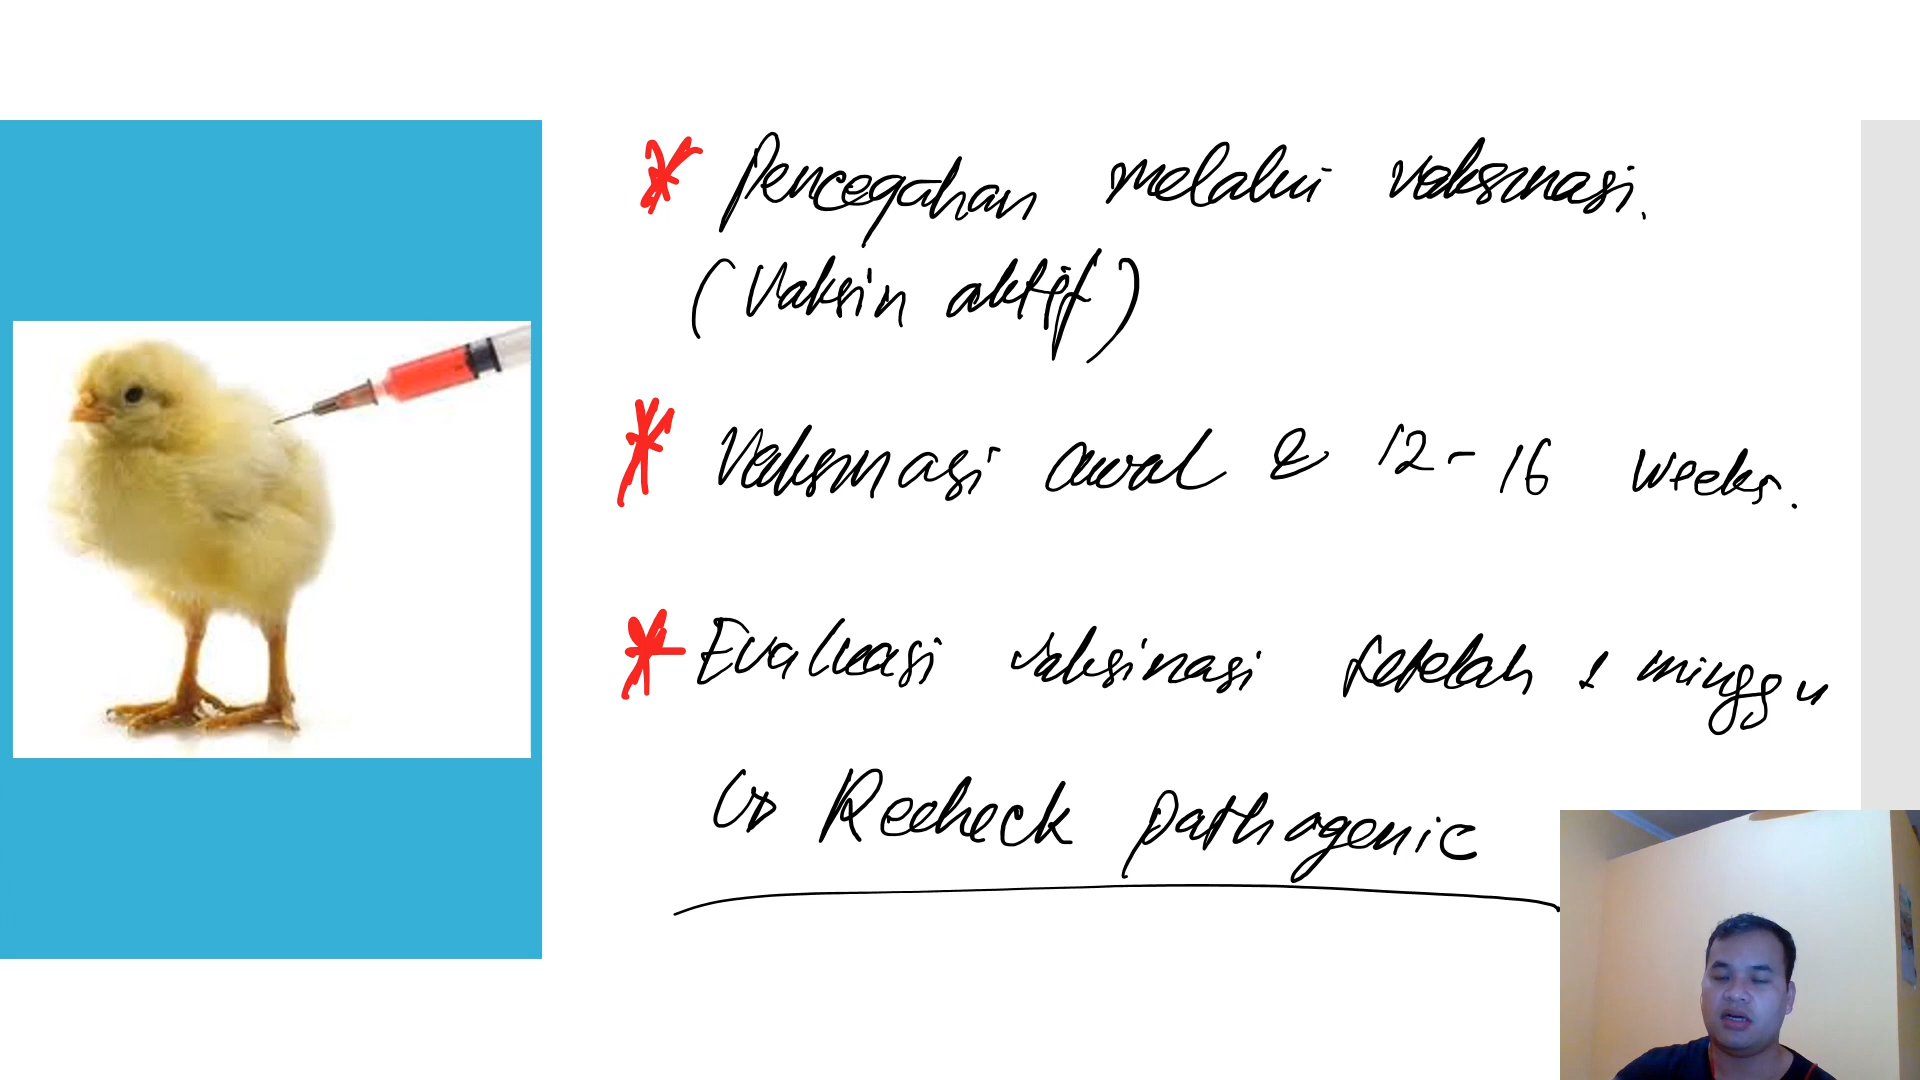 * Pencegahan melalui vaksinasi.
(Vaksin aktif)
* Vaksinasi awal & 12-16 weeks.
* Evaluasi vaksinasi setelah 1 minggu
↳ Recheck pathogenic